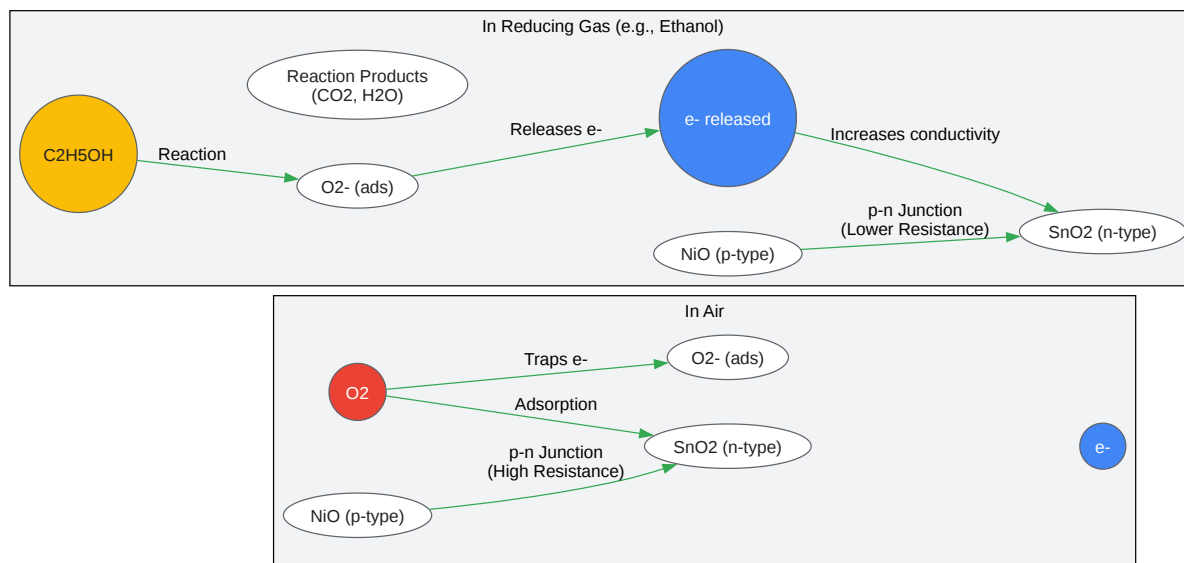 In Reducing Gas (e.g., Ethanol)
Reaction Products
(CO2, H2O)
C2H5OH
Reaction
O2- (ads)
Releases e-
e- released
Increases conductivity
p-n Junction
(Lower Resistance)
NiO (p-type)
SnO2 (n-type)
In Air
O2
Traps e-
O2- (ads)
Adsorption
SnO2 (n-type)
e-
p-n Junction
(High Resistance)
NiO (p-type)